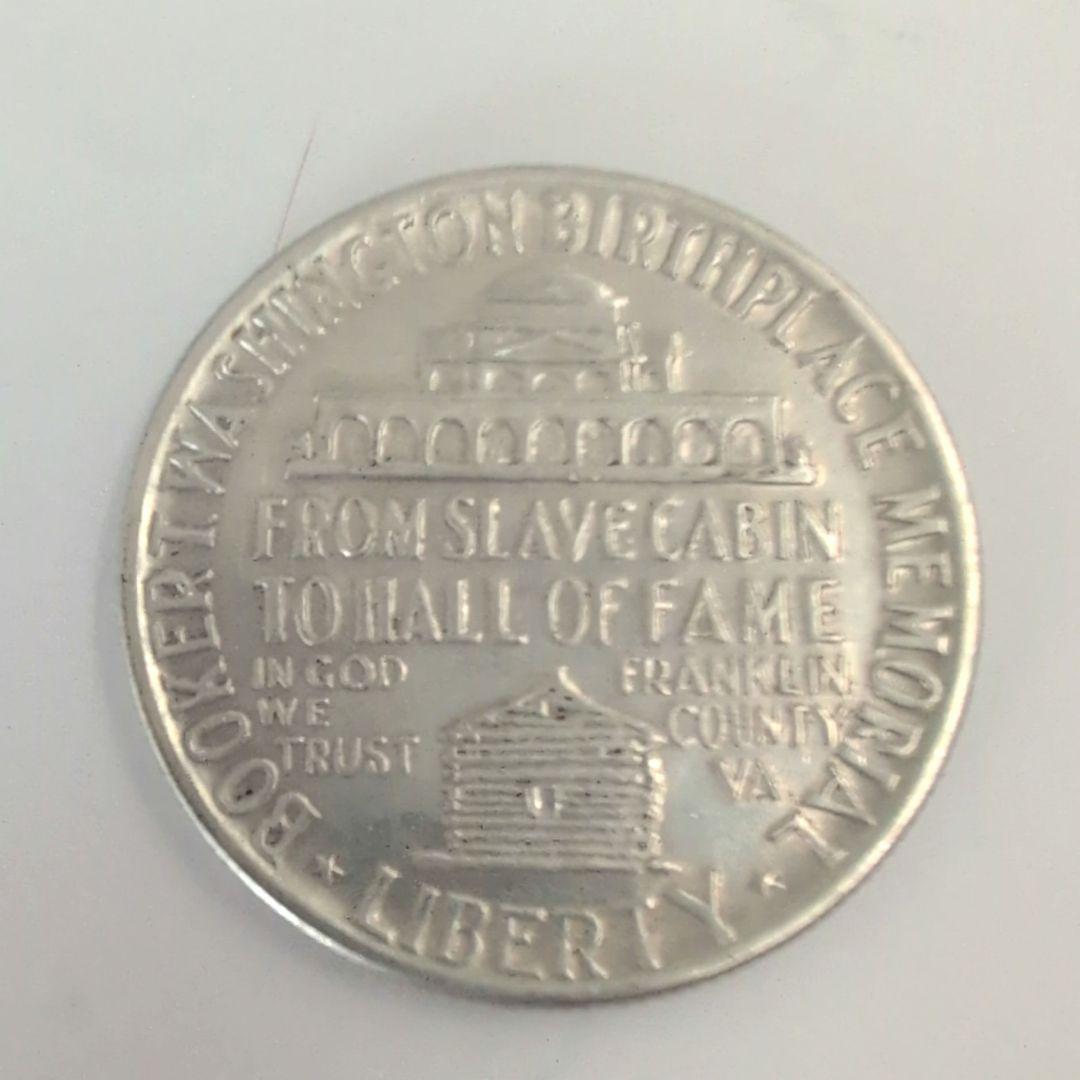 BOOKER T. WASHINGTON BIRTHPLACE MEMORIAL
FROM SLAVE CABIN
TO HALL OF FAME
IN GOD
WE
TRUST
FRANKLIN
COUNTY
VA.
LIBERTY